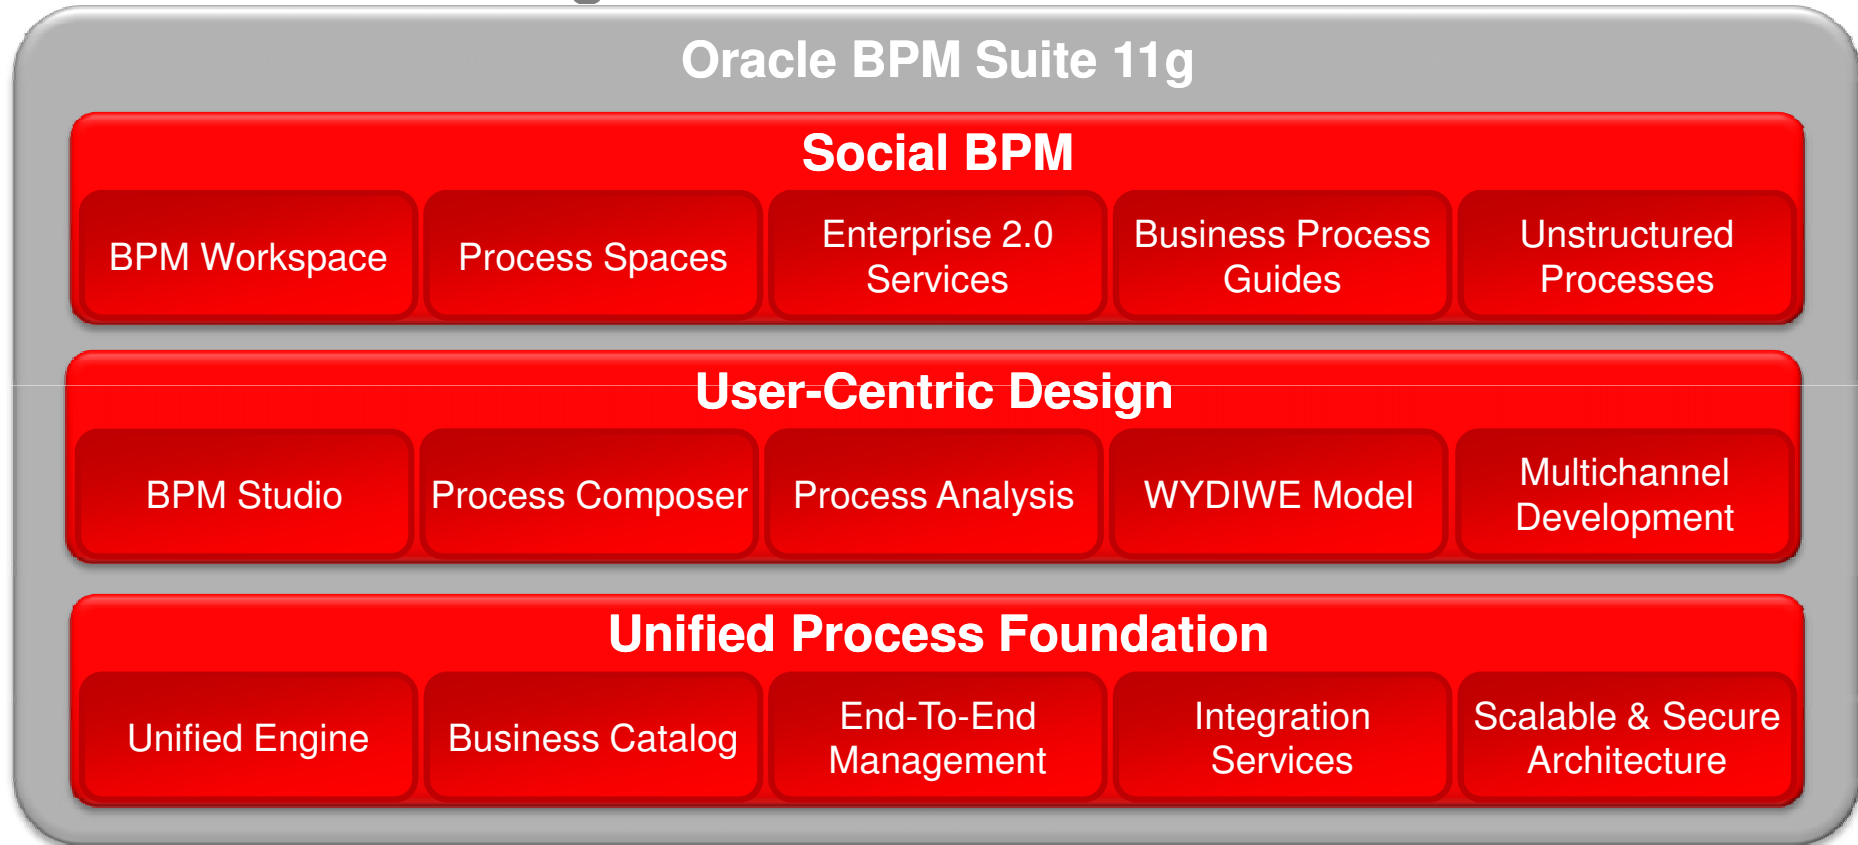 Oracle BPM Suite 11g
Social BPM
BPM Workspace
Process Spaces
Enterprise 2.0
Services
Business Process
Guides
Unstructured
Processes
User-Centric Design
BPM Studio
Process Composer
Process Analysis
WYDIWE Model
Multichannel
Development
Unified Process Foundation
Unified Engine
Business Catalog
End-To-End
Management
Integration
Services
Scalable & Secure
Architecture